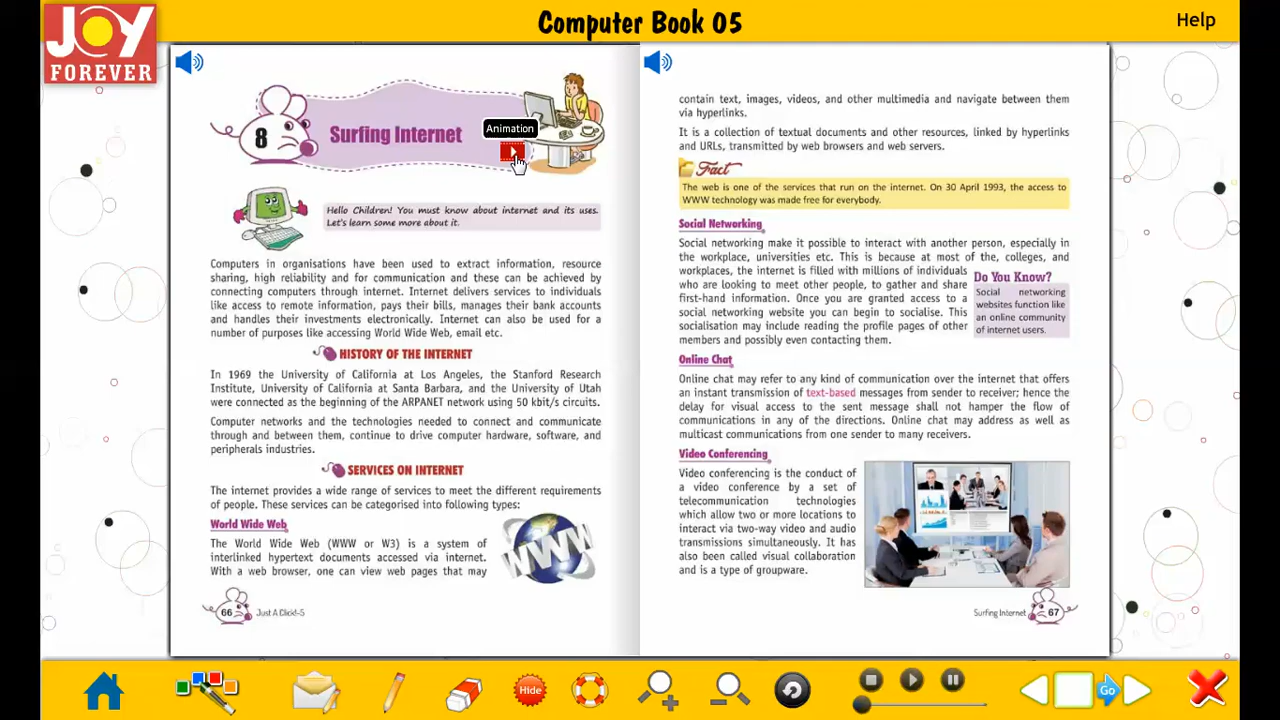 Computer Book 05
Help
JOY
FOREVER
8
Surfing Internet
Animation
Hello Children! You must know about internet and its uses.
Let's learn some more about it.
Computers in organisations have been used to extract information, resource
sharing, high reliability and for communication and these can be achieved by
connecting computers through internet. Internet delivers services to individuals
like access to remote information, pays their bills, manages their bank accounts
and handles their investments electronically. Internet can also be used for a
number of purposes like accessing World Wide Web, email etc.
HISTORY OF THE INTERNET
In 1969 the University of California at Los Angeles, the Stanford Research
Institute, University of California at Santa Barbara, and the University of Utah
were connected as the beginning of the ARPANET network using 50 kbit/s circuits.
Computer networks and the technologies needed to connect and communicate
through and between them, continue to drive computer hardware, software, and
peripherals industries.
SERVICES ON INTERNET
The internet provides a wide range of services to meet the different requirements
of people. These services can be categorised into following types:
World Wide Web
The World Wide Web (WWW or W3) is a system of
interlinked hypertext documents accessed via internet.
With a web browser, one can view web pages that may
WWW
66
Just A Click!-5
contain text, images, videos, and other multimedia and navigate between them
via hyperlinks.
It is a collection of textual documents and other resources, linked by hyperlinks
and URLs, transmitted by web browsers and web servers.
Fact
The web is one of the services that run on the internet. On 30 April 1993, the access to
WWW technology was made free for everybody.
Social Networking
Social networking make it possible to interact with another person, especially in
the workplace, universities etc. This is because at most of the, colleges, and
workplaces, the internet is filled with millions of individuals
who are looking to meet other people, to gather and share
first-hand information. Once you are granted access to a
social networking website you can begin to socialise. This
socialisation may include reading the profile pages of other
members and possibly even contacting them.
Do You Know?
Social networking
websites function like
an online community
of internet users.
Online Chat
Online chat may refer to any kind of communication over the internet that offers
an instant transmission of text-based messages from sender to receiver; hence the
delay for visual access to the sent message shall not hamper the flow of
communications in any of the directions. Online chat may address as well as
multicast communications from one sender to many receivers.
Video Conferencing
Video conferencing is the conduct of
a video conference by a set of
telecommunication technologies
which allow two or more locations to
interact via two-way video and audio
transmissions simultaneously. It has
also been called visual collaboration
and is a type of groupware.
Surfing Internet
67
Hide
Go